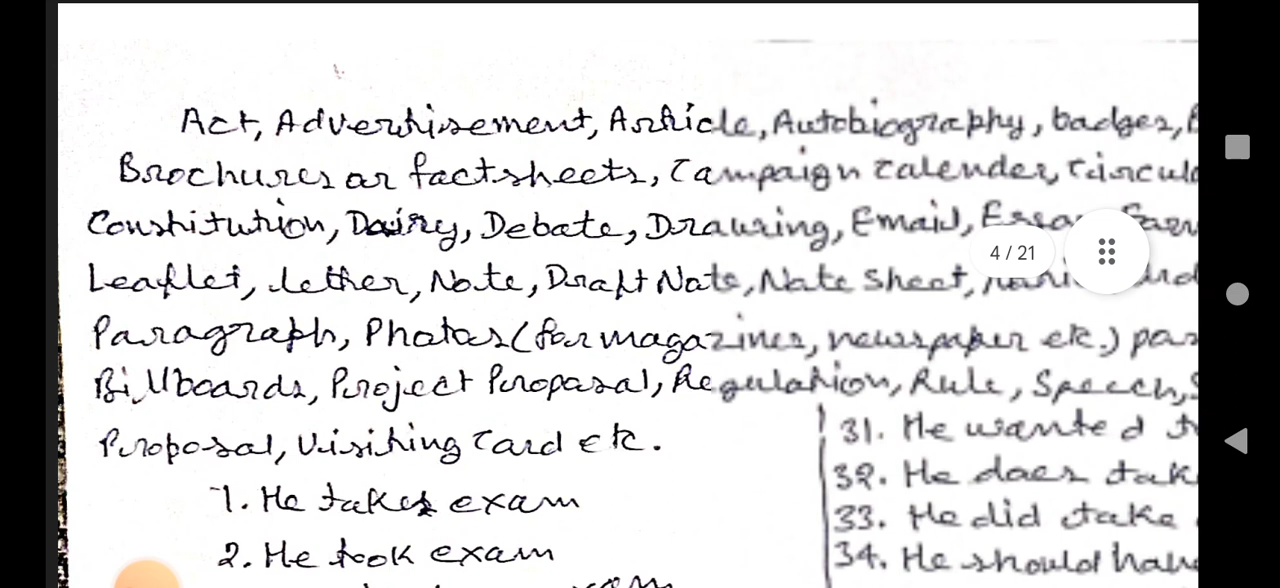 Act, Advertisement, Article, Autobiography, badges,
Brochures or factsheets, Campaign calender,
Constitution, Dairy, Debate, Drawing, Email,
4 / 21
Leaflet, letter, Note, Draft Note, Note Sheet,
Paragraph, Photos (for magazines, newspaper etc.)
Billboards, Project Proposal, Regulation, Rule, Speech,
Proposal, Visiting Card etc.
1. He takes exam
2. He took exam
31. He wanted
32. He does
33. He did take
34. He should